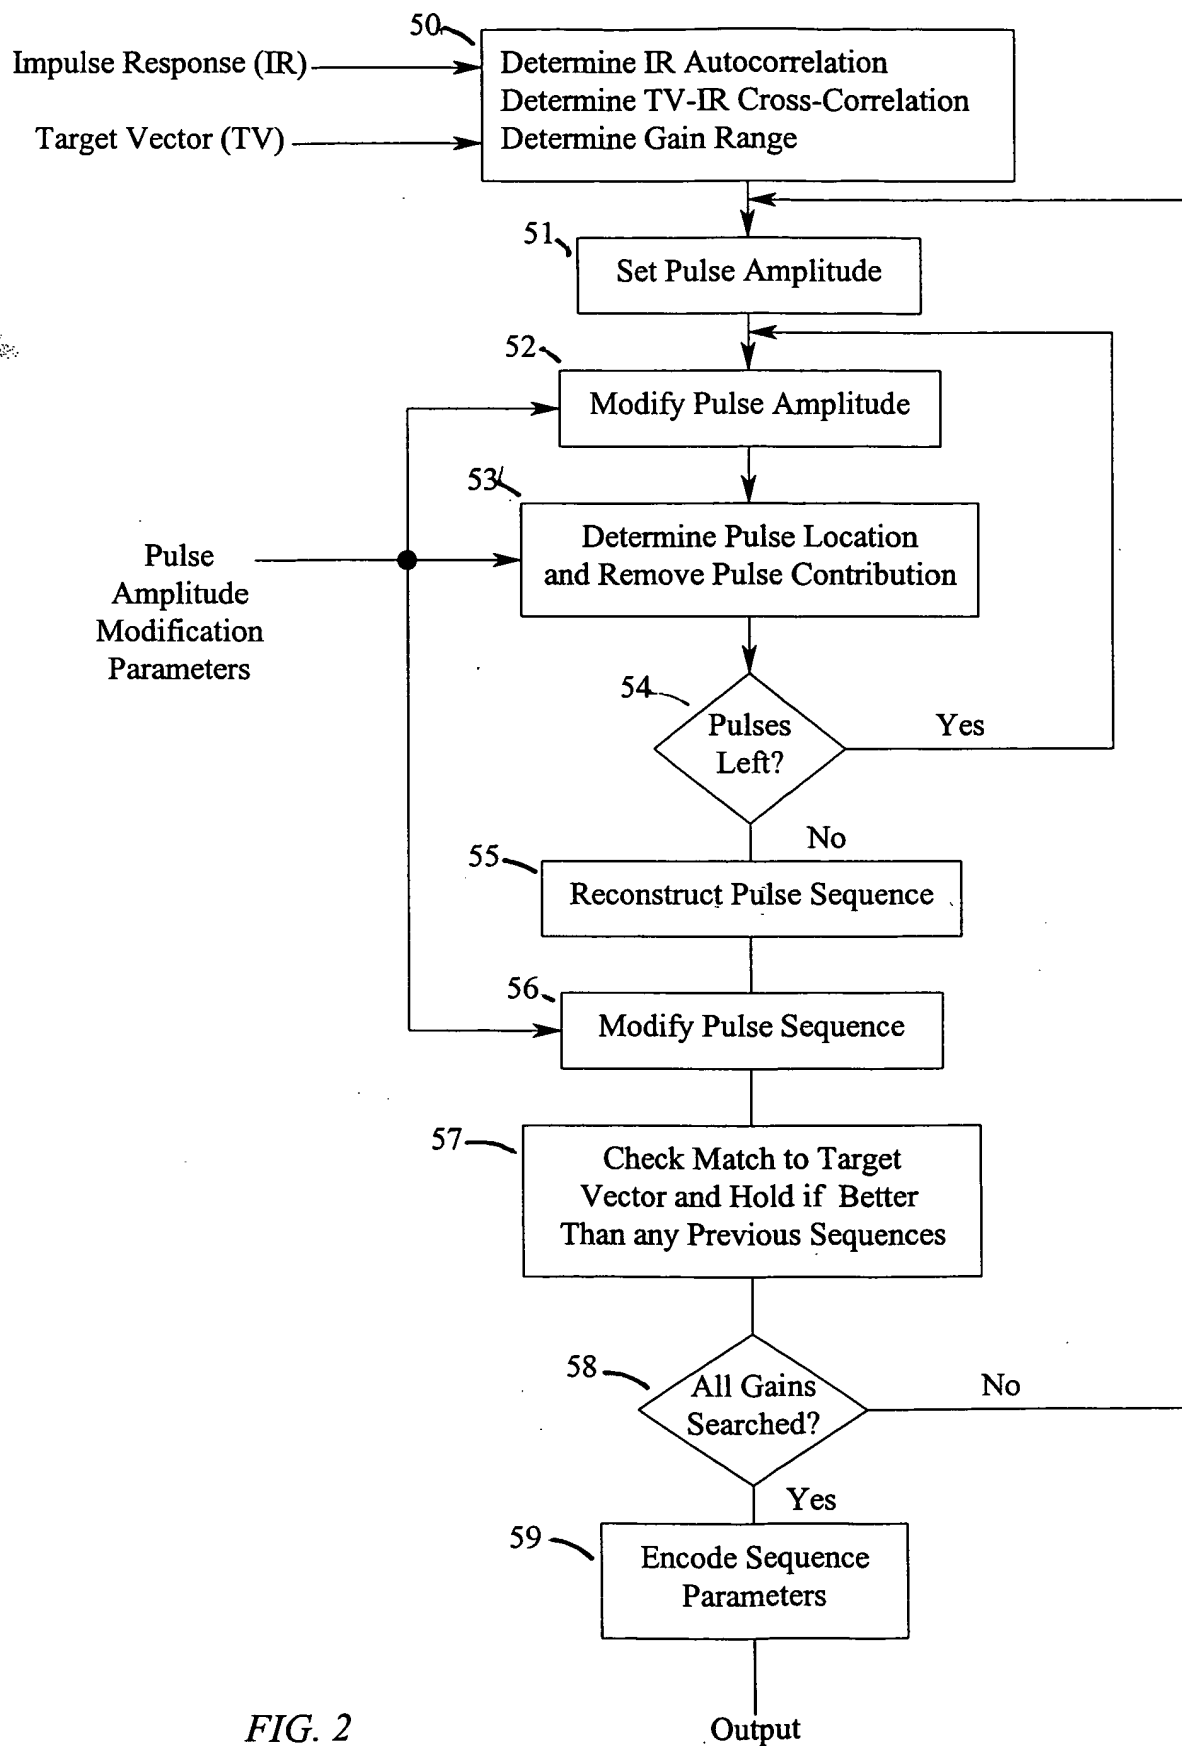 50
Impulse Response (IR)
Determine IR Autocorrelation
Determine TV-IR Cross-Correlation
Target Vector (TV)
Determine Gain Range
51
Set Pulse Amplitude
52
Modify Pulse Amplitude
53
Determine Pulse Location
and Remove Pulse Contribution
Pulse
Amplitude
Modification
Parameters
54
Pulses
Left?
Yes
No
55
Reconstruct Pulse Sequence
56
Modify Pulse Sequence
57
Check Match to Target
Vector and Hold if Better
Than any Previous Sequences
58
All Gains
Searched?
No
Yes
59
Encode Sequence
Parameters
FIG. 2
Output